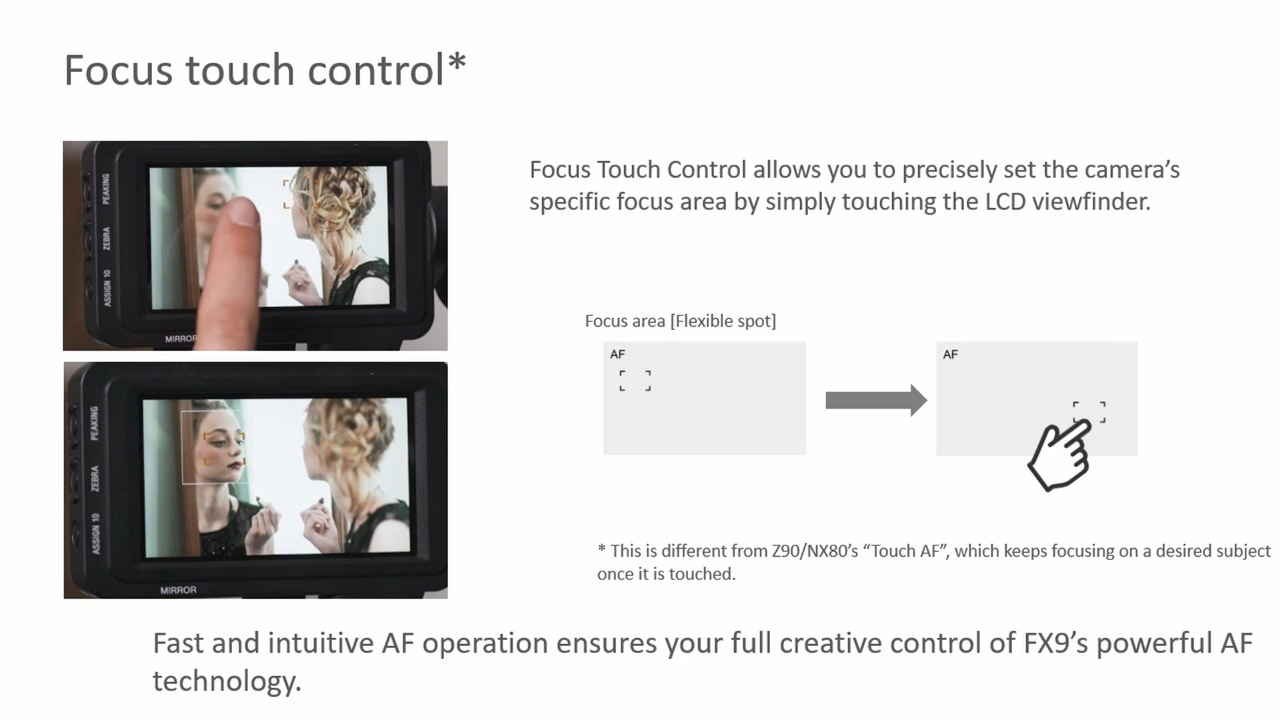 Focus touch control*
PEAKING
ZEBRA
ASSIGN 10
MIRROR
Focus Touch Control allows you to precisely set the camera’s
specific focus area by simply touching the LCD viewfinder.
Focus area [Flexible spot]
AF
AF
PEAKING
ZEBRA
ASSIGN 10
MIRROR
* This is different from Z90/NX80’s “Touch AF”, which keeps focusing on a desired subject
once it is touched.
Fast and intuitive AF operation ensures your full creative control of FX9’s powerful AF
technology.